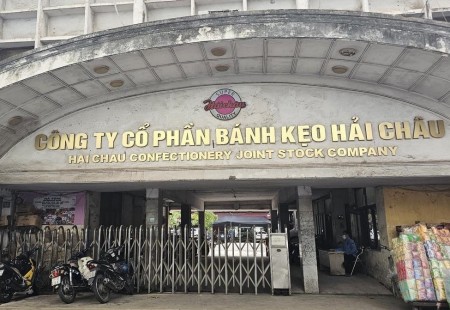 CÔNG TY CỔ PHẦN BÁNH KẸO HẢI CHÂU
HAI CHAU CONFECTIONERY JOINT STOCK COMPANY